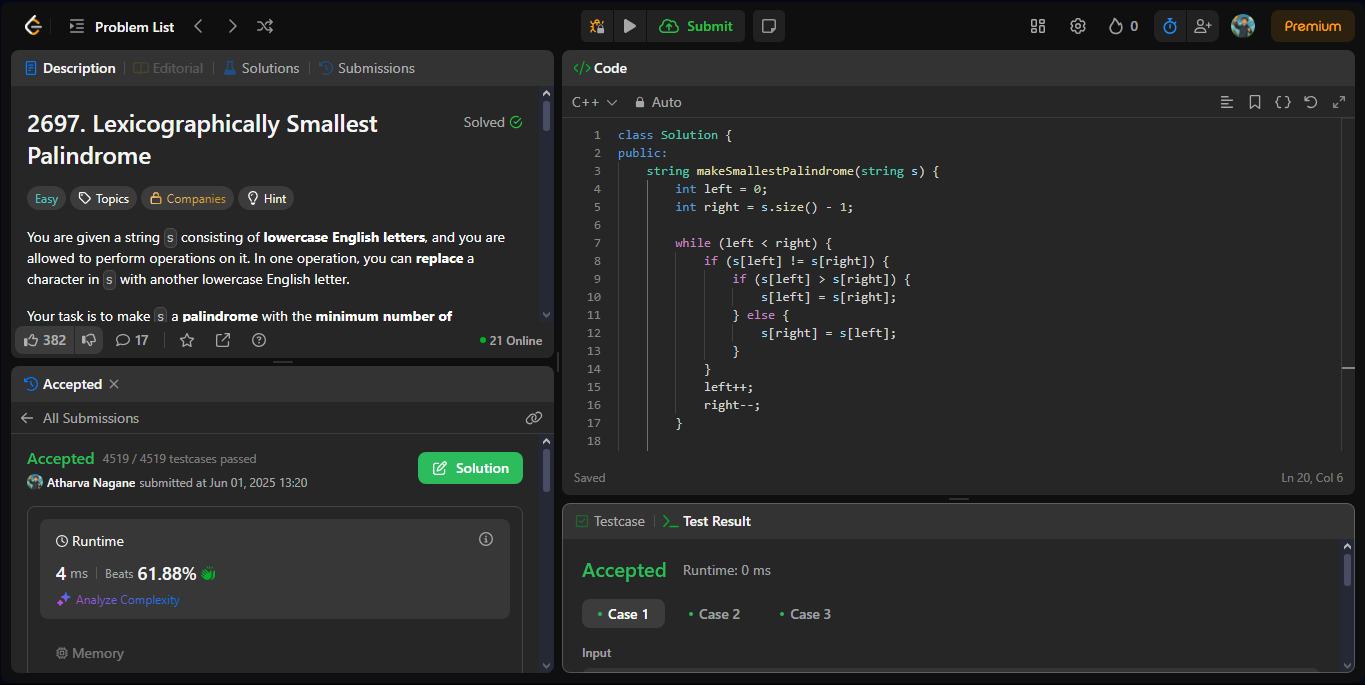 Problem List
Submit
0
Premium
Description
Editorial
Solutions
Submissions
2697. Lexicographically Smallest
Palindrome
Solved
Easy
Topics
Companies
Hint
You are given a string s consisting of lowercase English letters, and you are
allowed to perform operations on it. In one operation, you can replace a
character in s with another lowercase English letter.
Your task is to make s a palindrome with the minimum number of
382
17
21 Online
Accepted
All Submissions
Accepted 4519 / 4519 testcases passed
Atharva Nagane submitted at Jun 01, 2025 13:20
Solution
Runtime
4 ms Beats 61.88%
Analyze Complexity
Memory
</> Code
C++ Auto
1 class Solution {
2 public:
3 string makeSmallestPalindrome(string s) {
4 int left = 0;
5 int right = s.size() - 1;
6
7 while (left < right) {
8 if (s[left] != s[right]) {
9 if (s[left] > s[right]) {
10 s[left] = s[right];
11 } else {
12 s[right] = s[left];
13 }
14 }
15 left++;
16 right--;
17 }
18
Saved
Ln 20, Col 6
Testcase
Test Result
Accepted Runtime: 0 ms
Case 1
Case 2
Case 3
Input